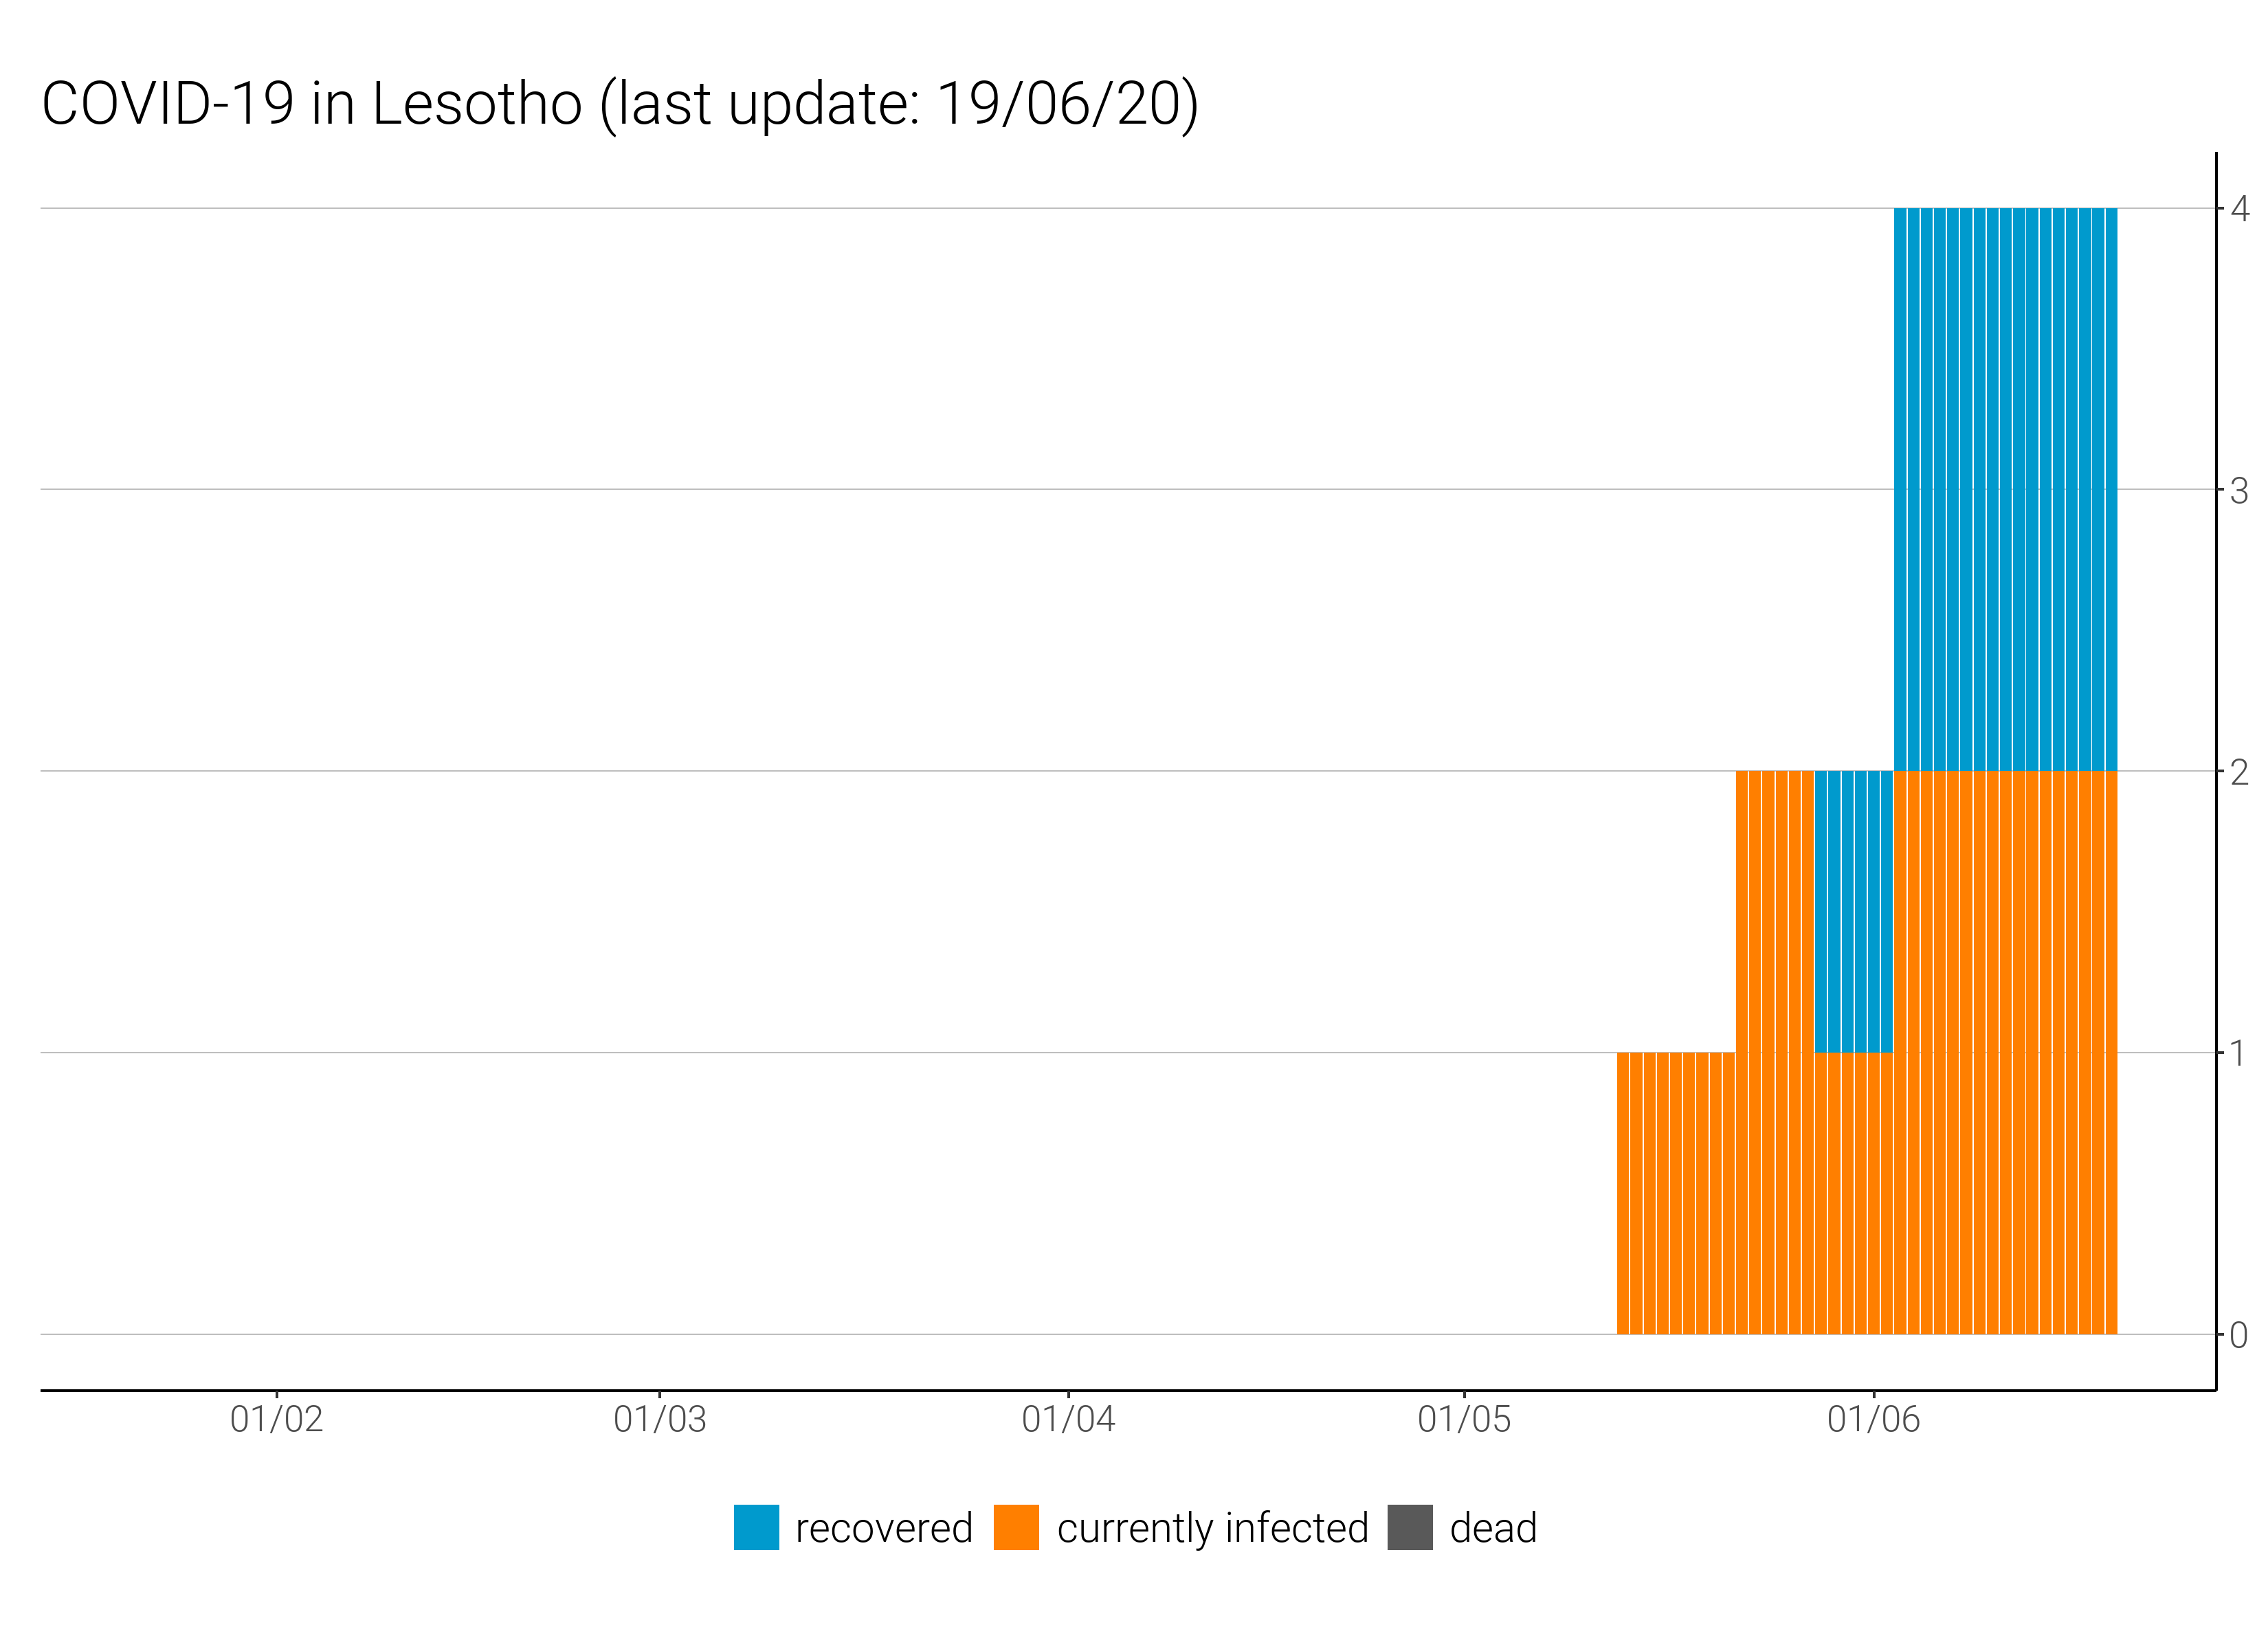 COVID-19 in Lesotho (last update: 19/06/20)
4
3
2
1
0
01/02 01/03 01/04 01/05 01/06
recovered currently infected dead